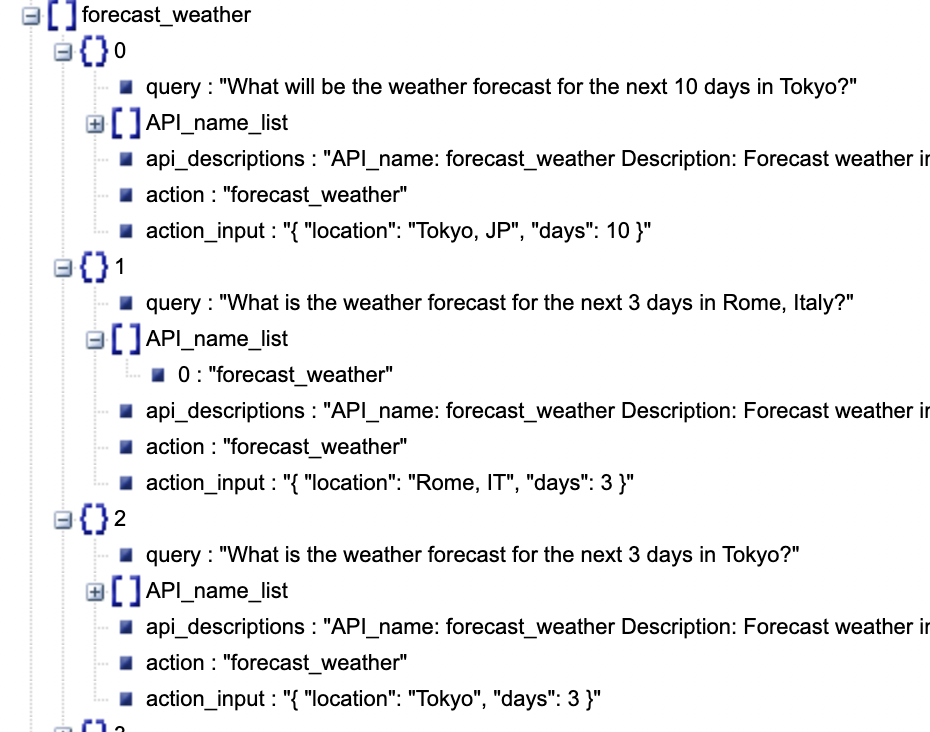 forecast_weather
0
query : "What will be the weather forecast for the next 10 days in Tokyo?"
API_name_list
api_descriptions : "API_name: forecast_weather Description: Forecast weather
action : "forecast_weather"
action_input : "{ "location": "Tokyo, JP", "days": 10 }"
1
query : "What is the weather forecast for the next 3 days in Rome, Italy?"
API_name_list
0 : "forecast_weather"
api_descriptions : "API_name: forecast_weather Description: Forecast weather
action : "forecast_weather"
action_input : "{ "location": "Rome, IT", "days": 3 }"
2
query : "What is the weather forecast for the next 3 days in Tokyo?"
API_name_list
api_descriptions : "API_name: forecast_weather Description: Forecast weather
action : "forecast_weather"
action_input : "{ "location": "Tokyo", "days": 3 }"